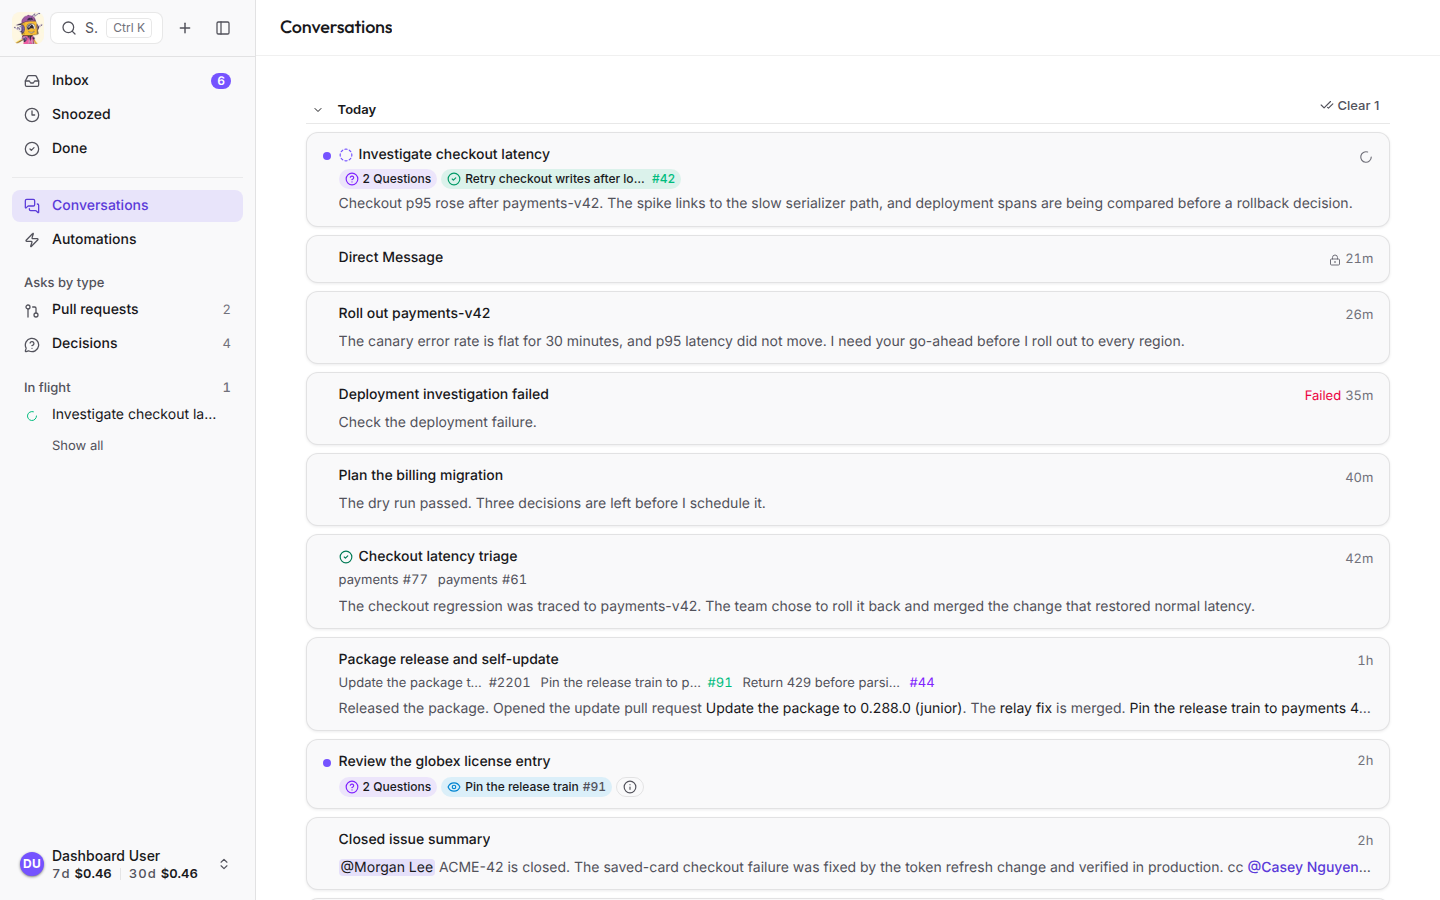 S. Ctrl K
Inbox 6
Snoozed
Done
Conversations
Automations
Asks by type
Pull requests 2
Decisions 4
In flight 1
Investigate checkout la...
Show all
DU
Dashboard User
7d $0.46 30d $0.46
Conversations
Today Clear 1
Investigate checkout latency
2 Questions Retry checkout writes after lo... #42
Checkout p95 rose after payments-v42. The spike links to the slow serializer path, and deployment spans are being compared before a rollback decision.
Direct Message 21m
Roll out payments-v42 26m
The canary error rate is flat for 30 minutes, and p95 latency did not move. I need your go-ahead before I roll out to every region.
Deployment investigation failed Failed 35m
Check the deployment failure.
Plan the billing migration 40m
The dry run passed. Three decisions are left before I schedule it.
Checkout latency triage 42m
payments #77 payments #61
The checkout regression was traced to payments-v42. The team chose to roll it back and merged the change that restored normal latency.
Package release and self-update 1h
Update the package t... #2201 Pin the release train to p... #91 Return 429 before parsi... #44
Released the package. Opened the update pull request Update the package to 0.288.0 (junior). The relay fix is merged. Pin the release train to payments 4...
Review the globex license entry 2h
2 Questions Pin the release train #91
Closed issue summary 2h
@Morgan Lee ACME-42 is closed. The saved-card checkout failure was fixed by the token refresh change and verified in production. cc @Casey Nguyen...